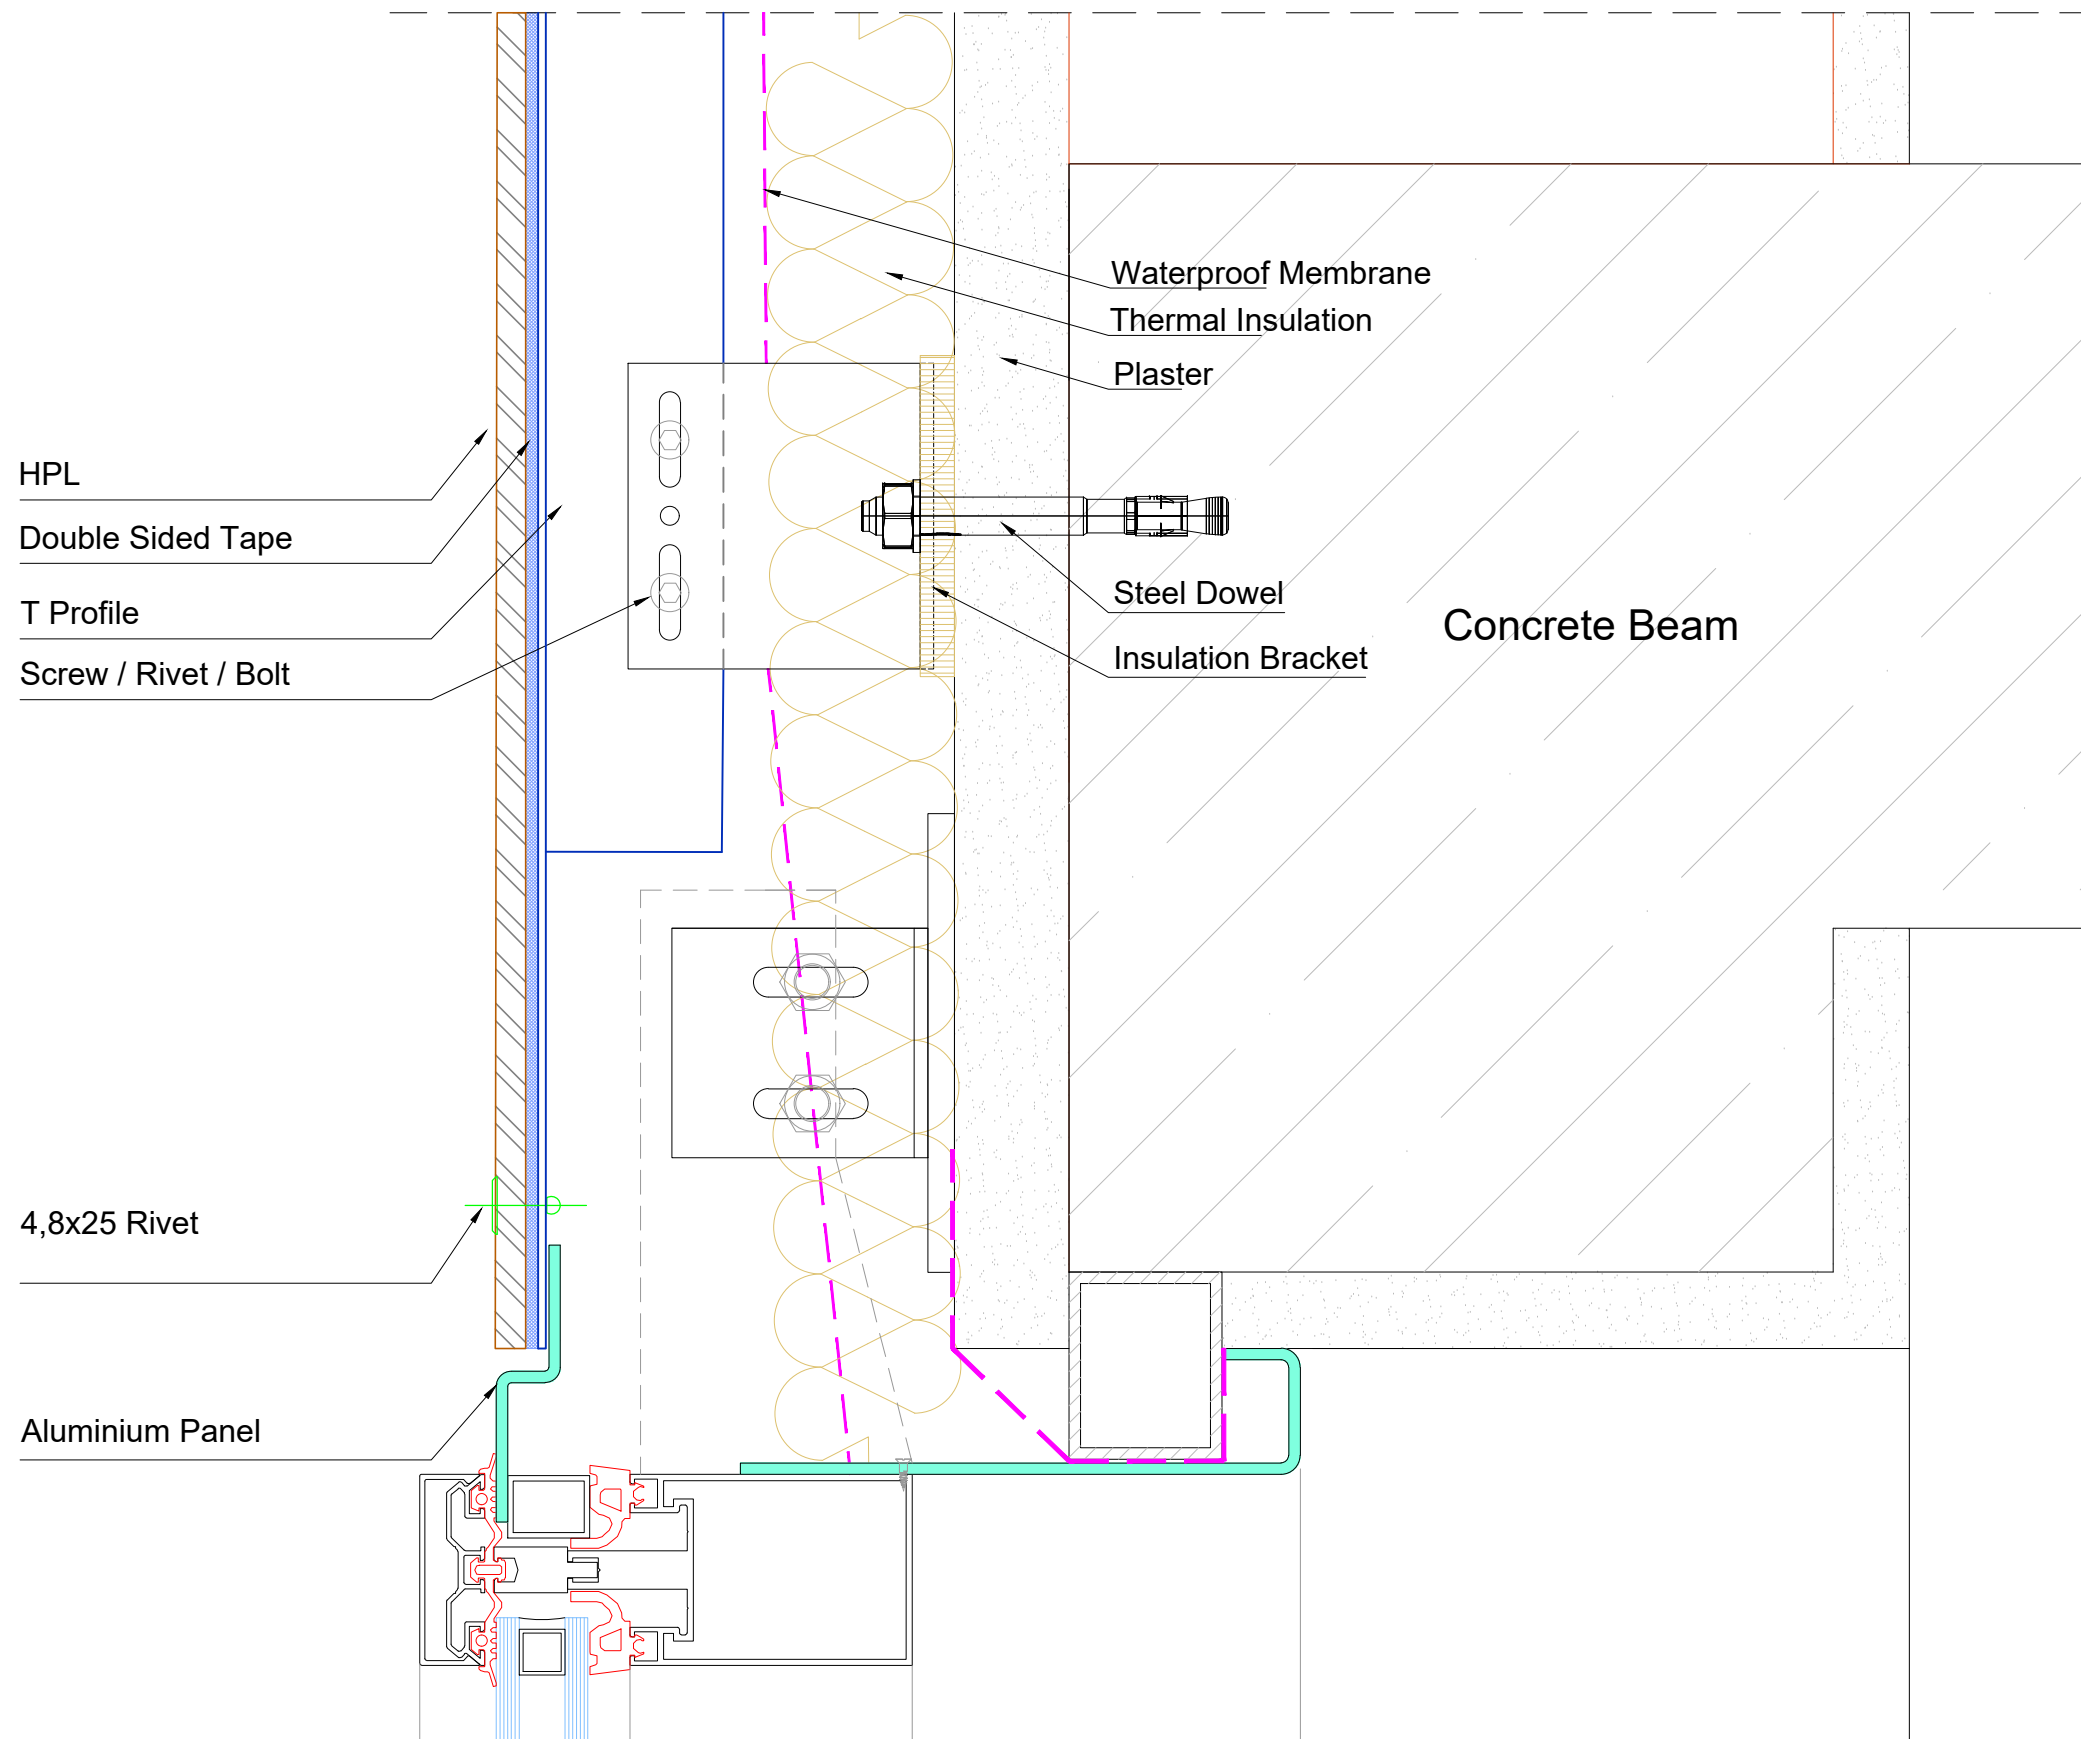 Waterproof Membrane
Thermal Insulation
Plaster
HPL
Double Sided Tape
T Profile
Screw / Rivet / Bolt
Steel Dowel
Insulation Bracket
Concrete Beam
4,8x25 Rivet
Aluminium Panel